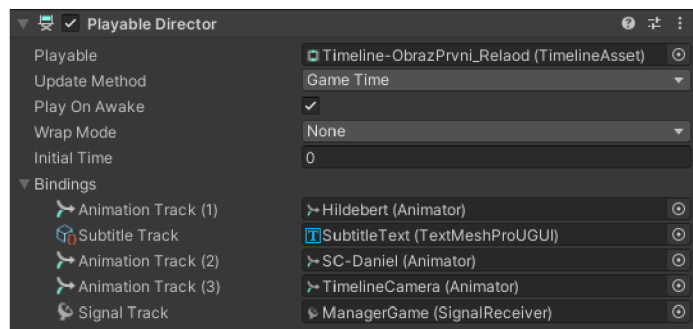 Playable Director
Playable Timeline-ObrazPrvni_Relaod (TimelineAsset)
Update Method Game Time
Play On Awake
Wrap Mode None
Initial Time 0
Bindings
Animation Track (1) Hildebert (Animator)
Subtitle Track SubtitleText (TextMeshProUGUI)
Animation Track (2) SC-Daniel (Animator)
Animation Track (3) TimelineCamera (Animator)
Signal Track ManagerGame (SignalReceiver)